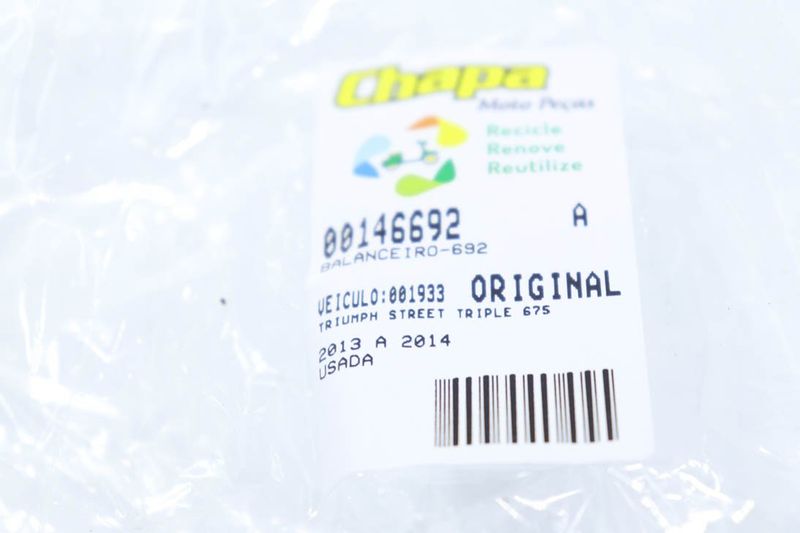 Chapa
Moto Peças
Recicle
Renove
Reutilize
00146692 A
BALANCEIRO-692
VEICULO:001933 ORIGINAL
TRIUMPH STREET TRIPLE 675
2013 A 2014
USADA